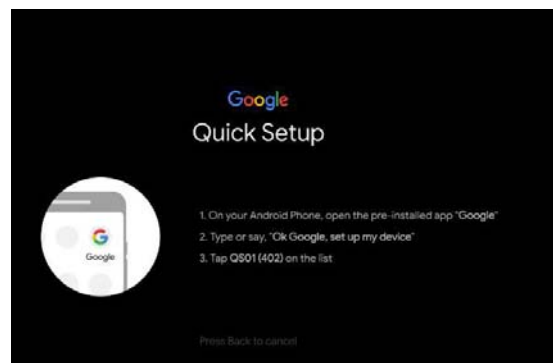 Google
Quick Setup
G
Google
1. On your Android Phone, open the pre-installed app "Google"
2. Type or say, "Ok Google, set up my device"
3. Tap QS01 (402) on the list
Press Back to cancel